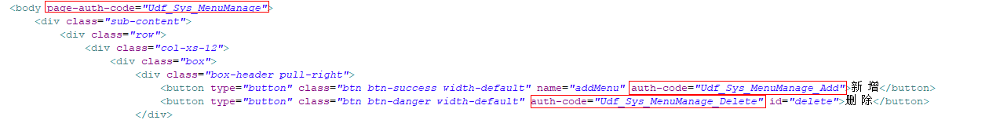 <body page-auth-code="Udf_Sys_MenuManage">
<div class="sub-content">
<div class="row">
<div class="col-xs-12">
<div class="box">
<div class="box-header pull-right">
<button type="button" class="btn btn-success width-default" name="addMenu" auth-code="Udf_Sys_MenuManage_Add">新 增</button>
<button type="button" class="btn btn-danger width-default" auth-code="Udf_Sys_MenuManage_Delete" id="delete">删 除</button>
</div>